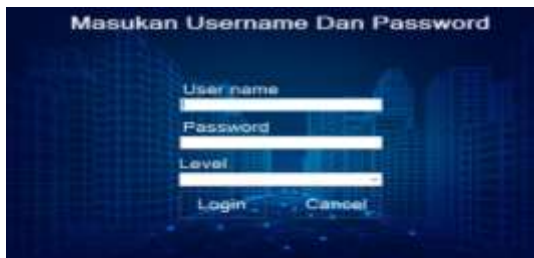 Masukan Username Dan Password
User name
Password
Level
Login Cancel